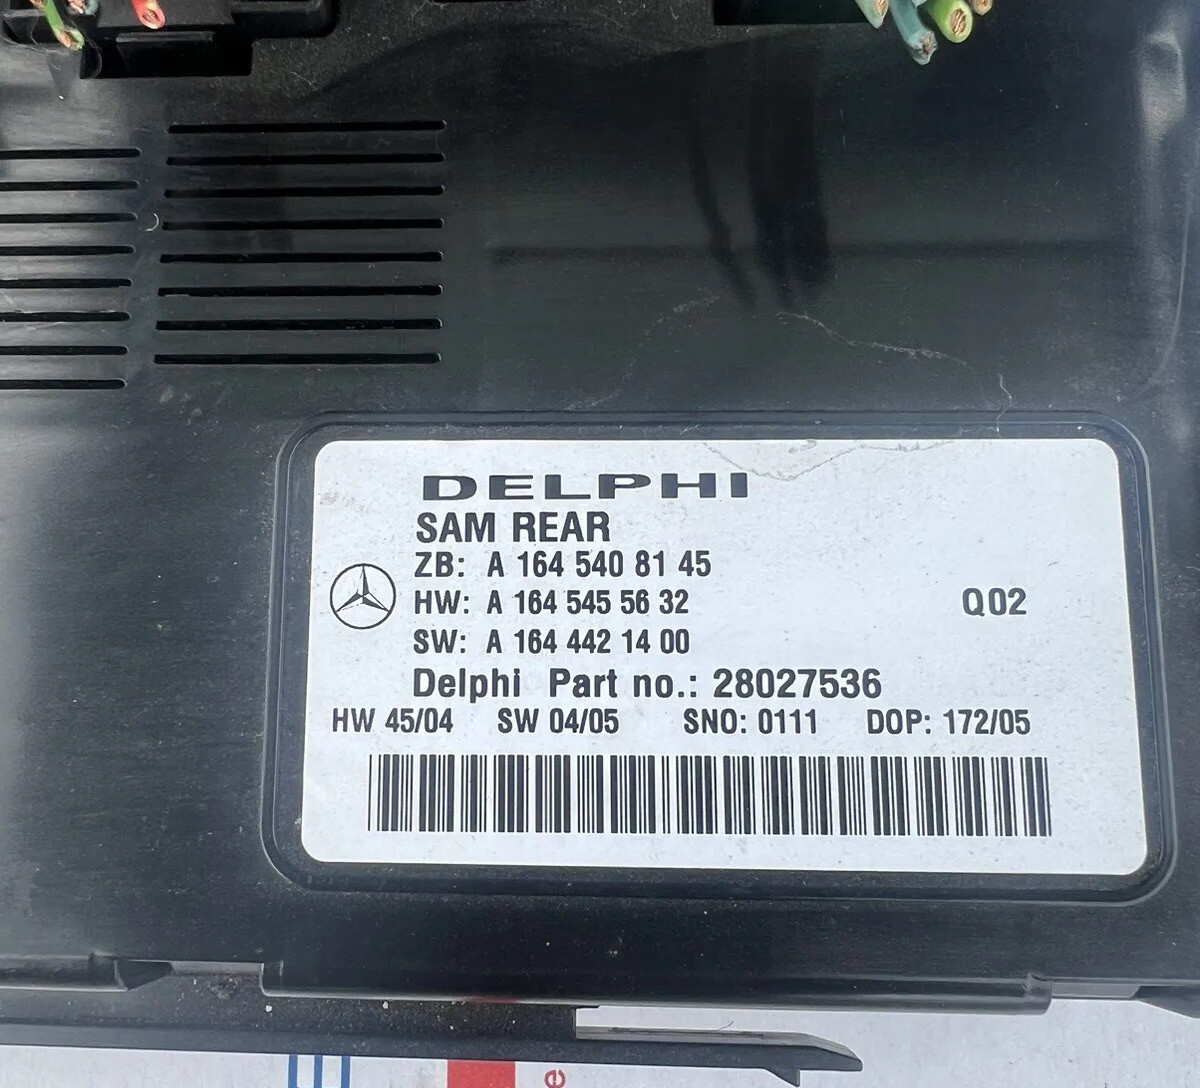 DELPHI
SAM REAR
ZB: A 164 540 81 45
HW: A 164 545 56 32 Q02
SW: A 164 442 14 00
Delphi Part no.: 28027536
HW 45/04 SW 04/05 SNO: 0111 DOP: 172/05